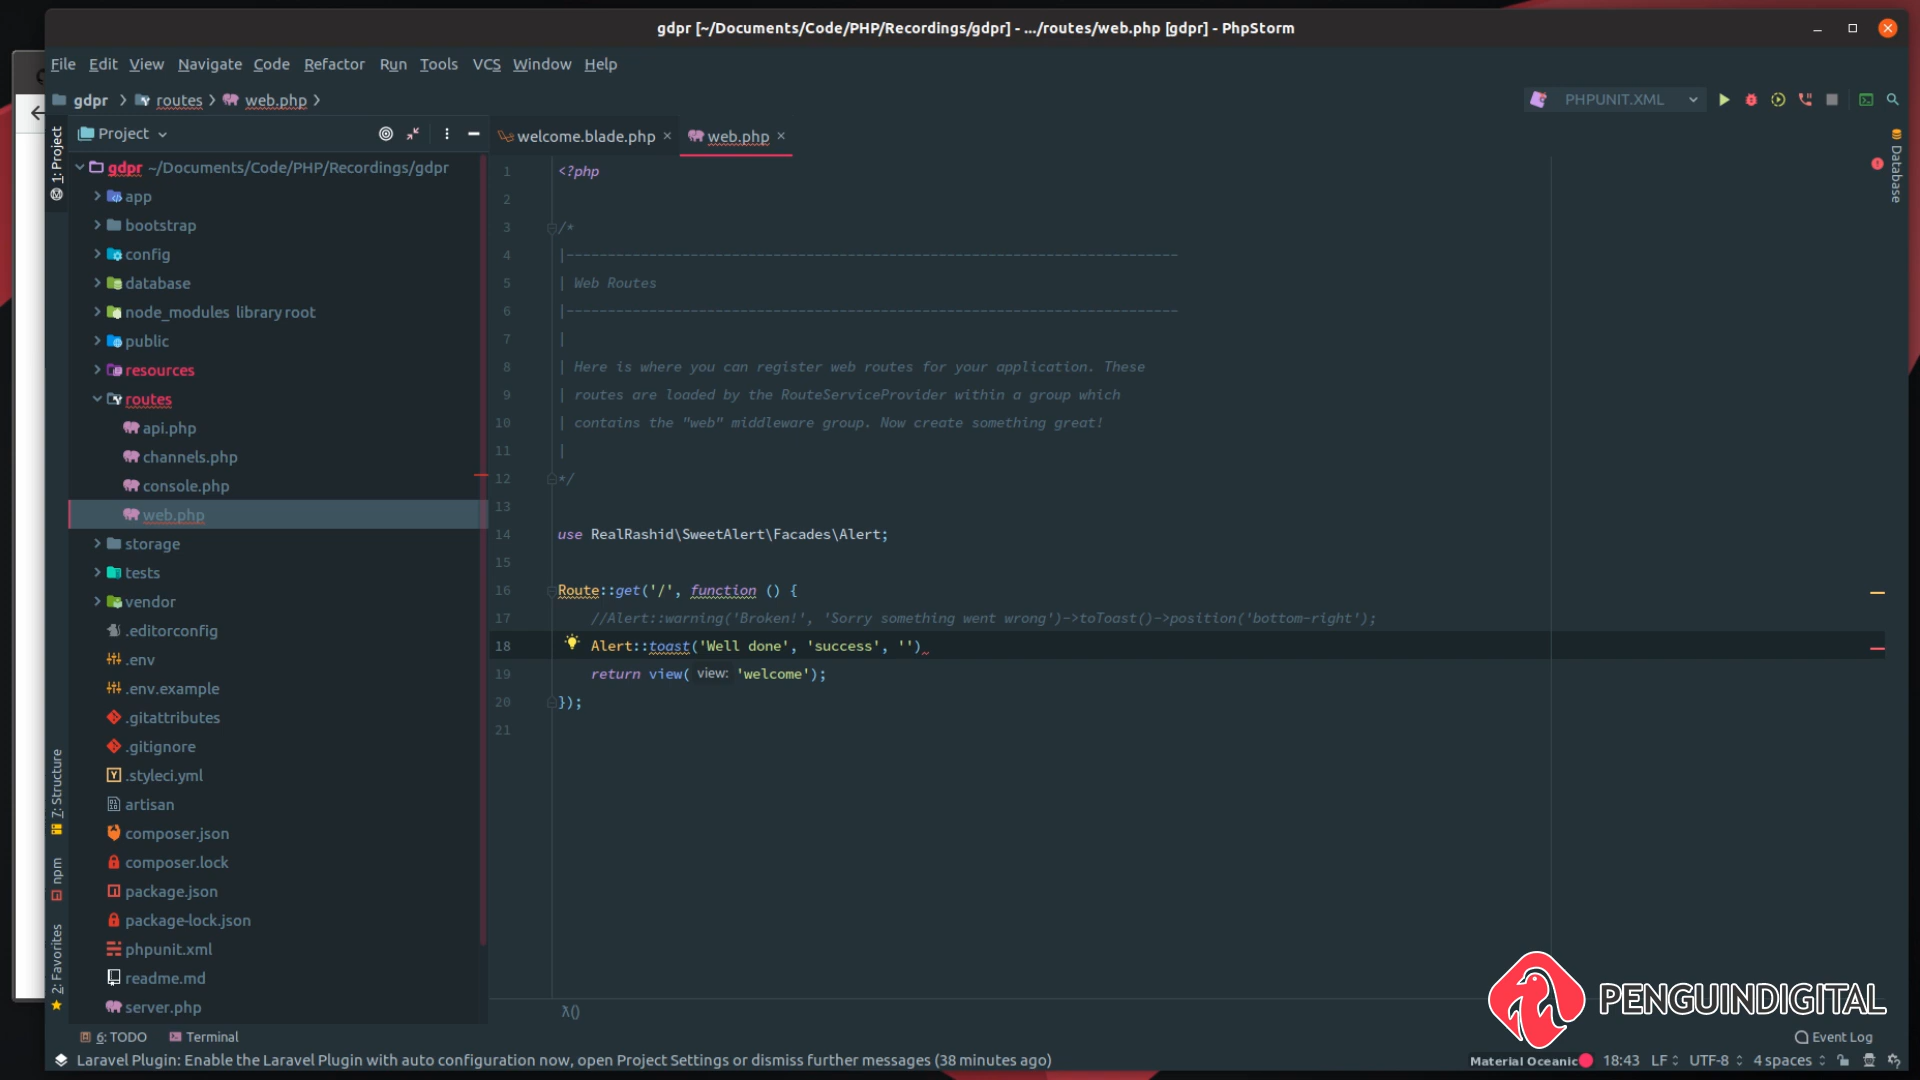 gdpr [~/Documents/Code/PHP/Recordings/gdpr] - .../routes/web.php [gdpr] - PhpStorm
File Edit View Navigate Code Refactor Run Tools VCS Window Help
gdpr routes web.php
PHPUNIT.XML
1: Project
Project
welcome.blade.php
web.php
Database
gdpr ~/Documents/Code/PHP/Recordings/gdpr
app
bootstrap
config
database
node_modules library root
public
resources
routes
api.php
channels.php
console.php
web.php
storage
tests
vendor
.editorconfig
.env
.env.example
.gitattributes
.gitignore
.styleci.yml
artisan
composer.json
composer.lock
package.json
package-lock.json
phpunit.xml
readme.md
server.php
7: Structure
npm
2: Favorites
1 <?php
2
3 /*
4 |--------------------------------------------------------------------------
5 | Web Routes
6 |--------------------------------------------------------------------------
7 |
8 | Here is where you can register web routes for your application. These
9 | routes are loaded by the RouteServiceProvider within a group which
10 | contains the "web" middleware group. Now create something great!
11 |
12 */
13
14 use RealRashid\SweetAlert\Facades\Alert;
15
16 Route::get('/', function () {
17 //Alert::warning('Broken!', 'Sorry something went wrong')->toToast()->position('bottom-right');
18 Alert::toast('Well done', 'success', '')
19 return view( view: 'welcome');
20 });
21
λ()
PENGUINDIGITAL
6: TODO Terminal
Event Log
Laravel Plugin: Enable the Laravel Plugin with auto configuration now, open Project Settings or dismiss further messages (38 minutes ago)
Material Oceanic 18:43 LF UTF-8 4 spaces